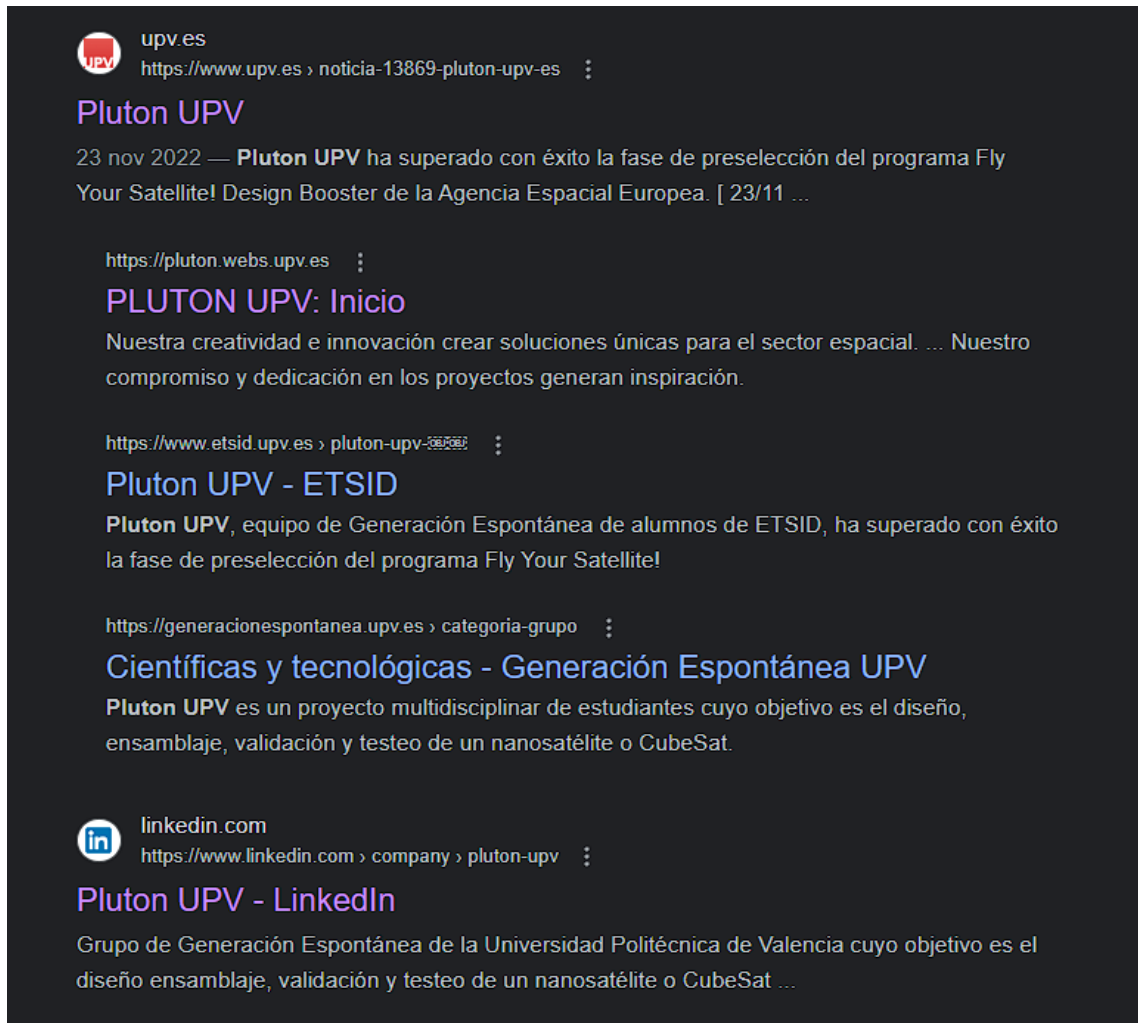 upv.es
https://www.upv.es › noticia-13869-pluton-upv-es
Pluton UPV
23 nov 2022 — Pluton UPV ha superado con éxito la fase de preselección del programa Fly
Your Satellite! Design Booster de la Agencia Espacial Europea. [ 23/11 ...
https://pluton.webs.upv.es
PLUTON UPV: Inicio
Nuestra creatividad e innovación crear soluciones únicas para el sector espacial. ... Nuestro
compromiso y dedicación en los proyectos generan inspiración.
https://www.etsid.upv.es › pluton-upv-￼￼
Pluton UPV - ETSID
Pluton UPV, equipo de Generación Espontánea de alumnos de ETSID, ha superado con éxito
la fase de preselección del programa Fly Your Satellite!
https://generacionespontanea.upv.es › categoria-grupo
Científicas y tecnológicas - Generación Espontánea UPV
Pluton UPV es un proyecto multidisciplinar de estudiantes cuyo objetivo es el diseño,
ensamblaje, validación y testeo de un nanosatélite o CubeSat.
linkedin.com
https://www.linkedin.com › company › pluton-upv
Pluton UPV - LinkedIn
Grupo de Generación Espontánea de la Universidad Politécnica de Valencia cuyo objetivo es el
diseño ensamblaje, validación y testeo de un nanosatélite o CubeSat ...